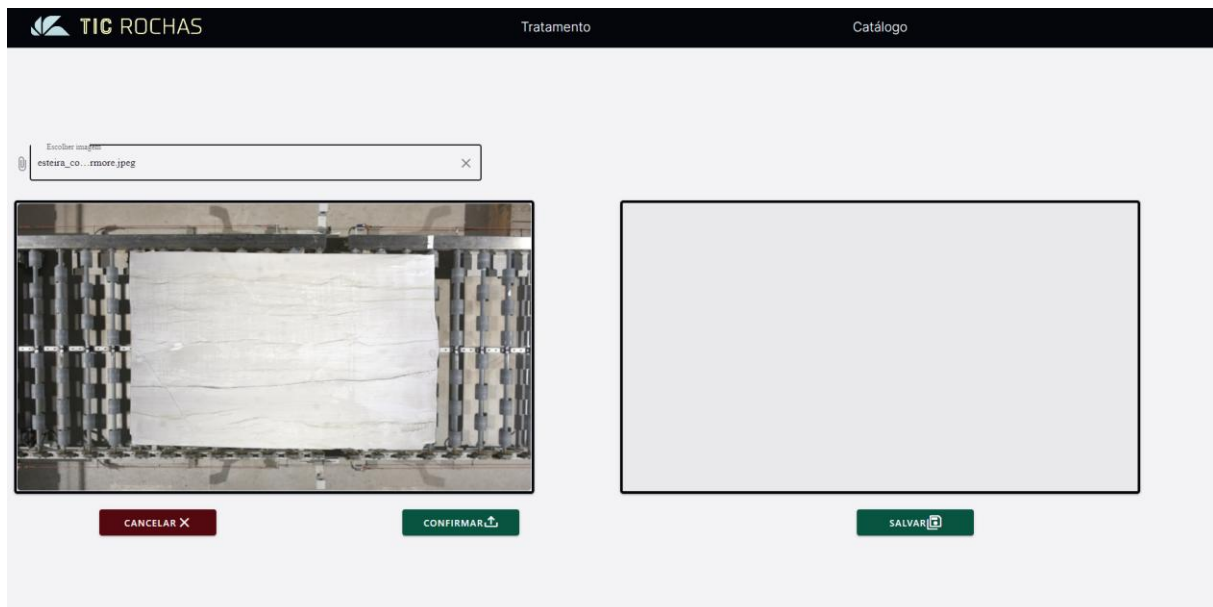 TIC ROCHAS
Tratamento
Catálogo
Escolher imagem
esteira_co...rmore.jpeg
CANCELAR
CONFIRMAR
SALVAR